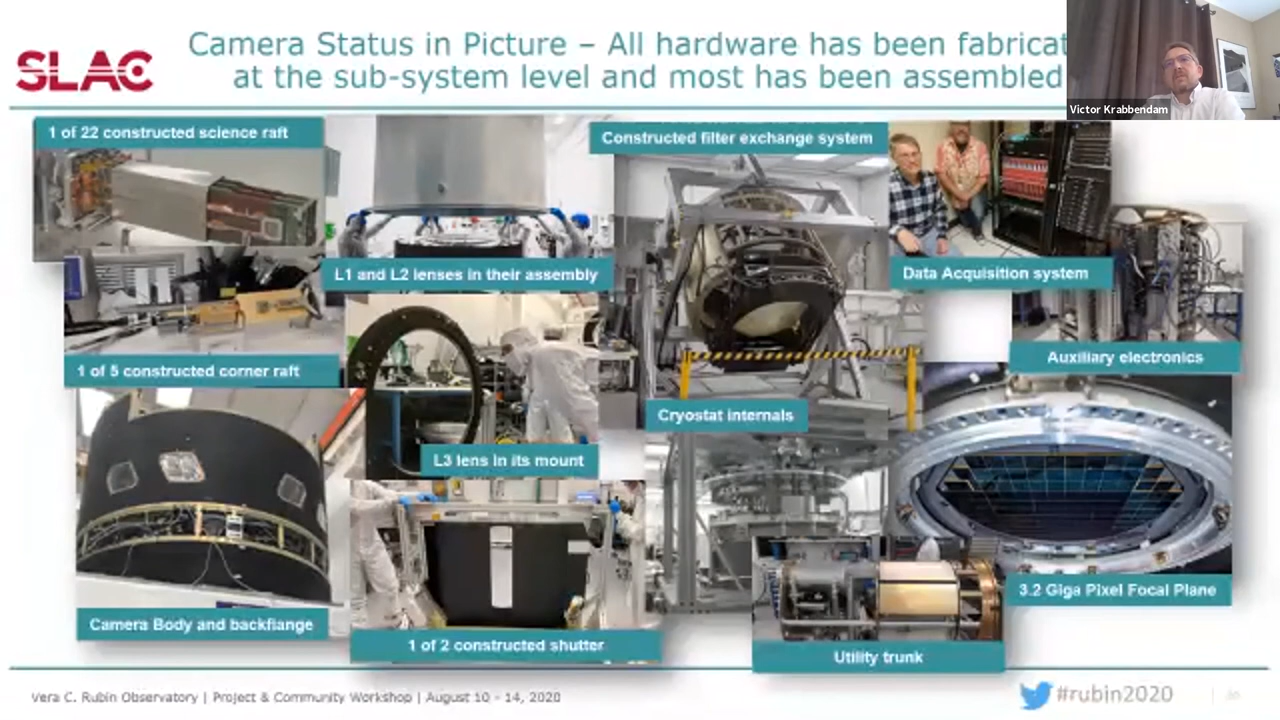 SLAC
Camera Status in Picture – All hardware has been fabricat
at the sub-system level and most has been assembled
Victor Krabbendam
1 of 22 constructed science raft
Constructed filter exchange system
L1 and L2 lenses in their assembly
Data Acquisition system
1 of 5 constructed corner raft
Auxiliary electronics
Cryostat internals
L3 lens in its mount
3.2 Giga Pixel Focal Plane
Camera Body and backflange
1 of 2 constructed shutter
Utility trunk
Vera C. Rubin Observatory | Project & Community Workshop | August 10 - 14, 2020
#rubin2020